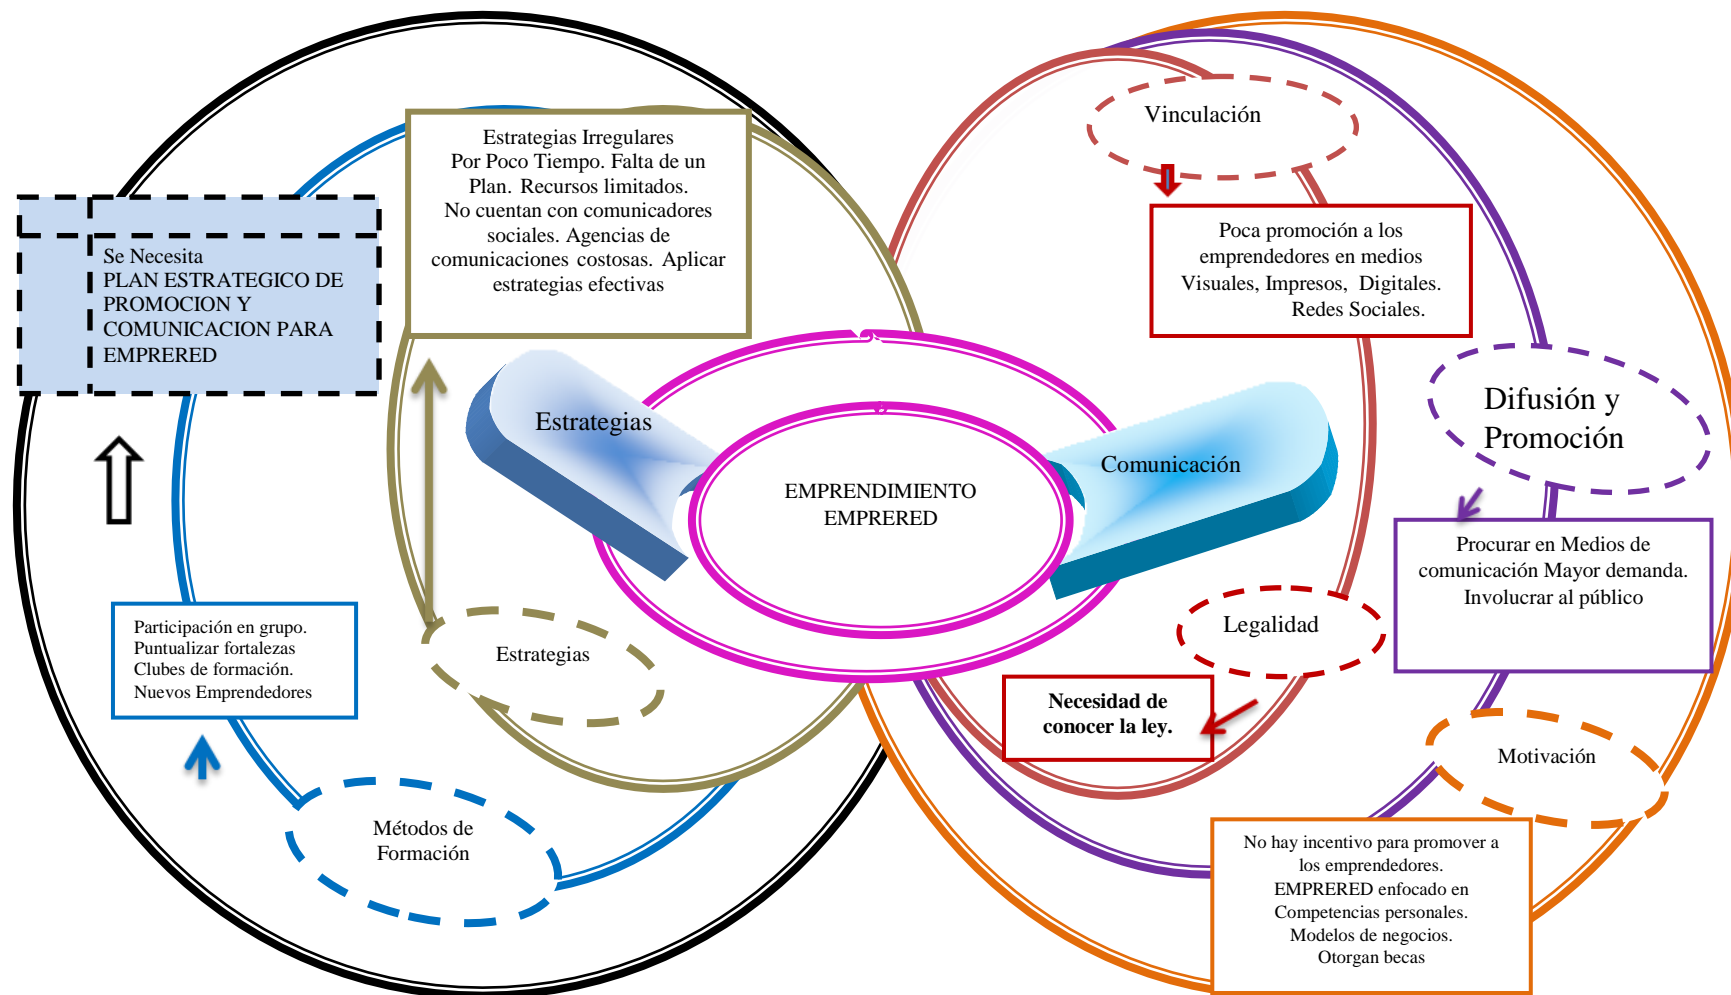 Estrategias Irregulares
Por Poco Tiempo. Falta de un
Plan. Recursos limitados.
No cuentan con comunicadores
sociales. Agencias de
comunicaciones costosas. Aplicar
estrategias efectivas
Vinculación
Poca promoción a los
emprendedores en medios
Visuales, Impresos, Digitales.
Redes Sociales.
Se Necesita
PLAN ESTRATEGICO DE
PROMOCION Y
COMUNICACION PARA
EMPRERED
Estrategias
Comunicación
Difusión y
Promoción
EMPRENDIMIENTO
EMPRERED
Procurar en Medios de
comunicación Mayor demanda.
Involucrar al público
Participación en grupo.
Puntualizar fortalezas
Clubes de formación.
Nuevos Emprendedores
Estrategias
Legalidad
Necesidad de
conocer la ley.
Motivación
Métodos de
Formación
No hay incentivo para promover a
los emprendedores.
EMPRERED enfocado en
Competencias personales.
Modelos de negocios.
Otorgan becas